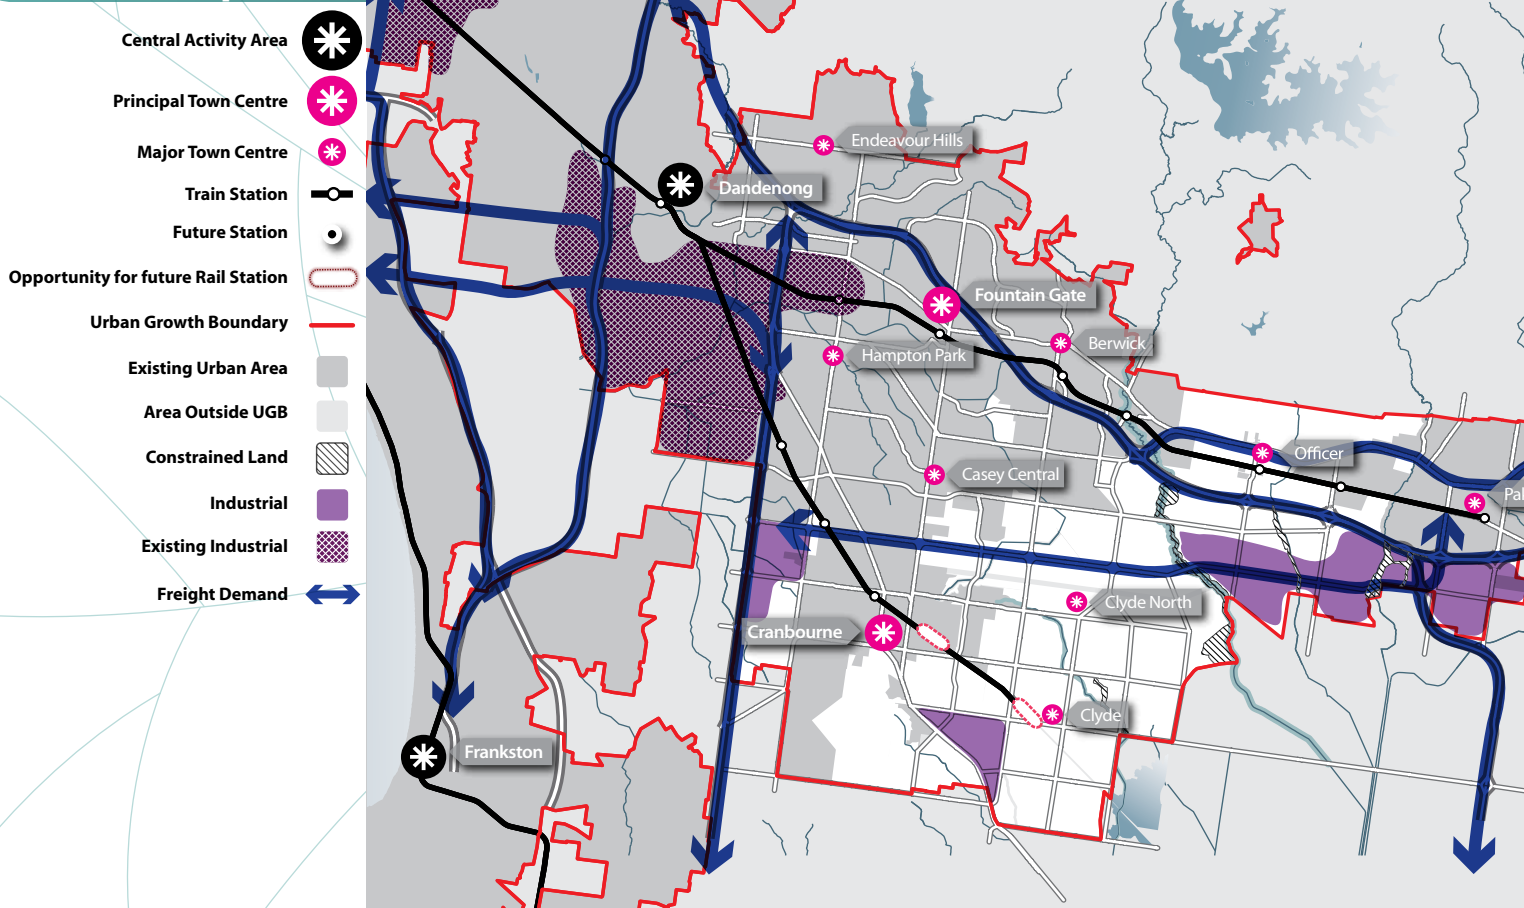 Central Activity Area
Principal Town Centre
Major Town Centre
Train Station
Future Station
Opportunity for future Rail Station
Urban Growth Boundary
Existing Urban Area
Area Outside UGB
Constrained Land
Industrial
Existing Industrial
Freight Demand
Endeavour Hills
Dandenong
Fountain Gate
Berwick
Hampton Park
Officer
Casey Central
Pa
Clyde North
Cranbourne
Clyde
Frankston